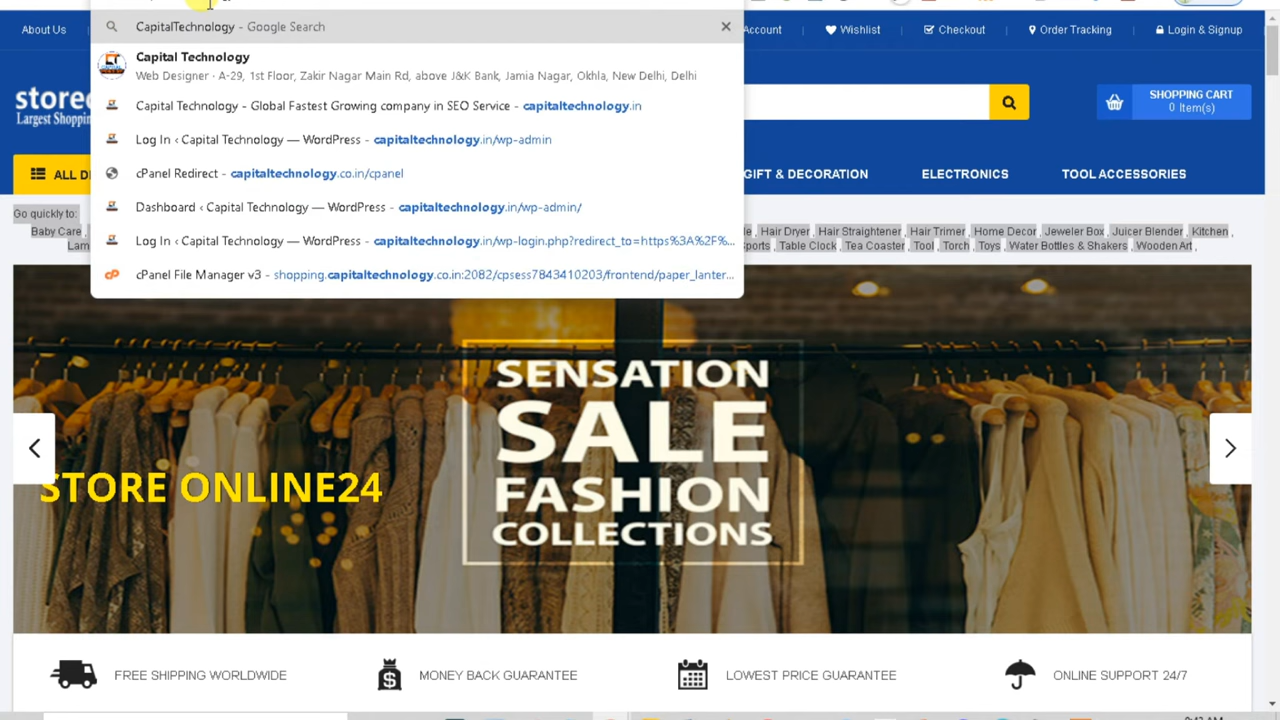 CapitalTechnology - Google Search
About Us
Account
Wishlist
Checkout
Order Tracking
Login & Signup
Capital Technology
Web Designer · A-29, 1st Floor, Zakir Nagar Main Rd, above J&K Bank, Jamia Nagar, Okhla, New Delhi, Delhi
Capital Technology - Global Fastest Growing company in SEO Service - capitaltechnology.in
Log In ‹ Capital Technology — WordPress - capitaltechnology.in/wp-admin
cPanel Redirect - capitaltechnology.co.in/cpanel
Dashboard ‹ Capital Technology — WordPress - capitaltechnology.in/wp-admin/
Log In ‹ Capital Technology — WordPress - capitaltechnology.in/wp-login.php?redirect_to=https%3A%2F%...
cPanel File Manager v3 - shopping.capitaltechnology.co.in:2082/cpsess7843410203/frontend/paper_lanter...
Largest Shoppin
SHOPPING CART
0 Item(s)
GIFT & DECORATION
ELECTRONICS
TOOL ACCESSORIES
Go quickly to:
Baby Care , , Hair Dryer , Hair Straightener , Hair Trimer , Home Decor , Jeweler Box , Juicer Blender , Kitchen ,
, Table Clock , Tea Coaster , Tool , Torch , Toys , Water Bottles & Shakers , Wooden Art ,
SENSATION
SALE
FASHION
COLLECTIONS
STORE ONLINE24
FREE SHIPPING WORLDWIDE
MONEY BACK GUARANTEE
LOWEST PRICE GUARANTEE
ONLINE SUPPORT 24/7